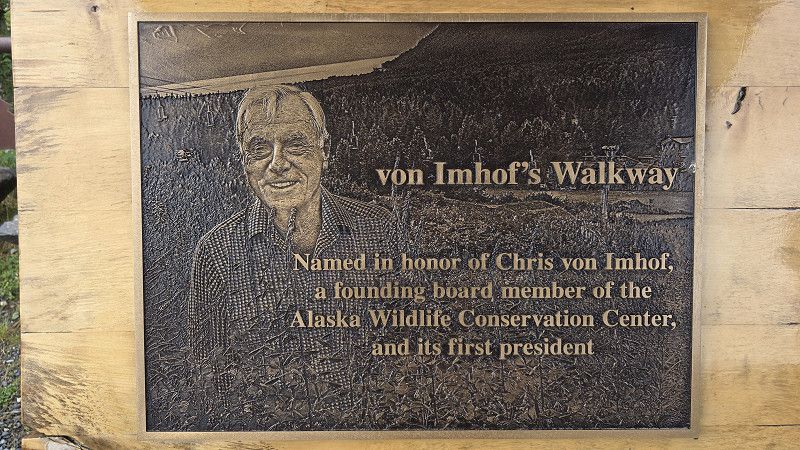 von Imhof's Walkway
Named in honor of Chris von Imhof,
a founding board member of the
Alaska Wildlife Conservation Center,
and its first president